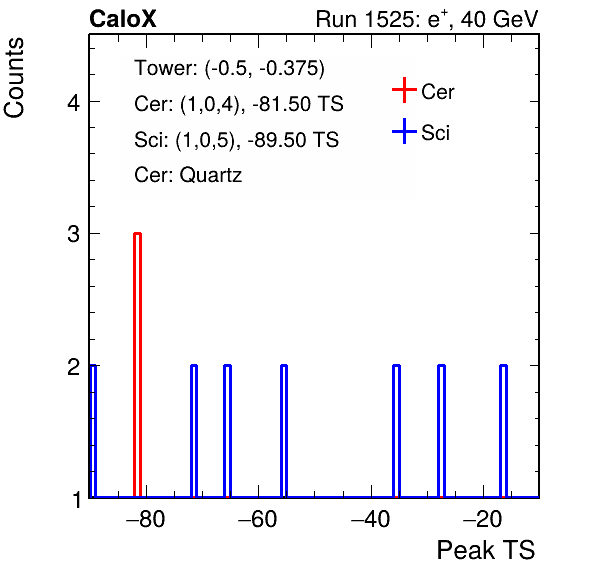 CaloX Run 1525: e⁺, 40 GeV
Counts
Tower: (-0.5, -0.375)
Cer: (1,0,4), -81.50 TS
Sci: (1,0,5), -89.50 TS
Cer: Quartz
Cer
Sci
4
3
2
1
−80 −60 −40 −20
Peak TS